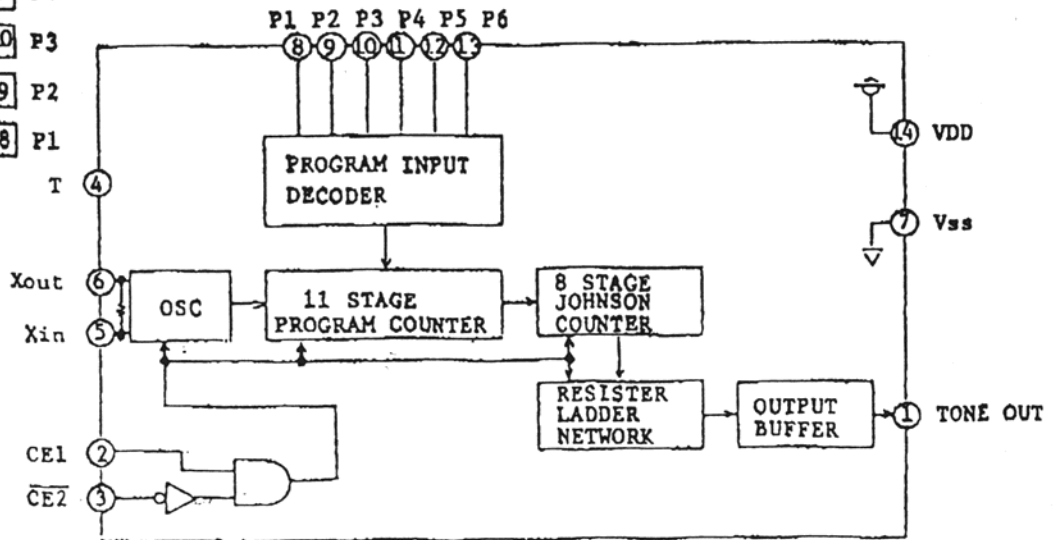 P3
9 P2
8 P1
P1 P2 P3 P4 P5 P6
8 9 10 11 12 13
PROGRAM INPUT
DECODER
14 VDD
T 4
7 Vss
Xout 6
OSC
11 STAGE
PROGRAM COUNTER
8 STAGE
JOHNSON
COUNTER
Xin 5
RESISTER
LADDER
NETWORK
OUTPUT
BUFFER
1 TONE OUT
CE1 2
CE2 3